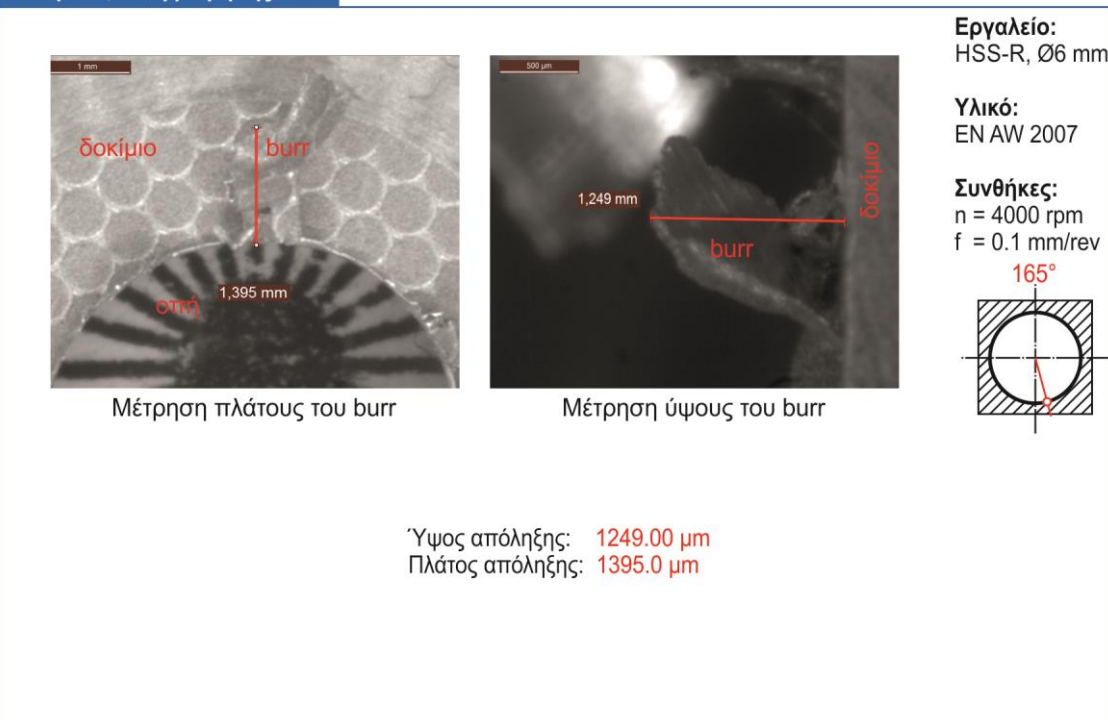 1 mm
δοκίμιο
burr
οπή
1,395 mm
Μέτρηση πλάτους του burr
500 µm
1,249 mm
burr
δοκίμιο
Μέτρηση ύψους του burr
Εργαλείο:
HSS-R, Ø6 mm
Υλικό:
EN AW 2007
Συνθήκες:
n = 4000 rpm
f = 0.1 mm/rev
165°
Ύψος απόληξης: 1249.00 µm
Πλάτος απόληξης: 1395.0 µm